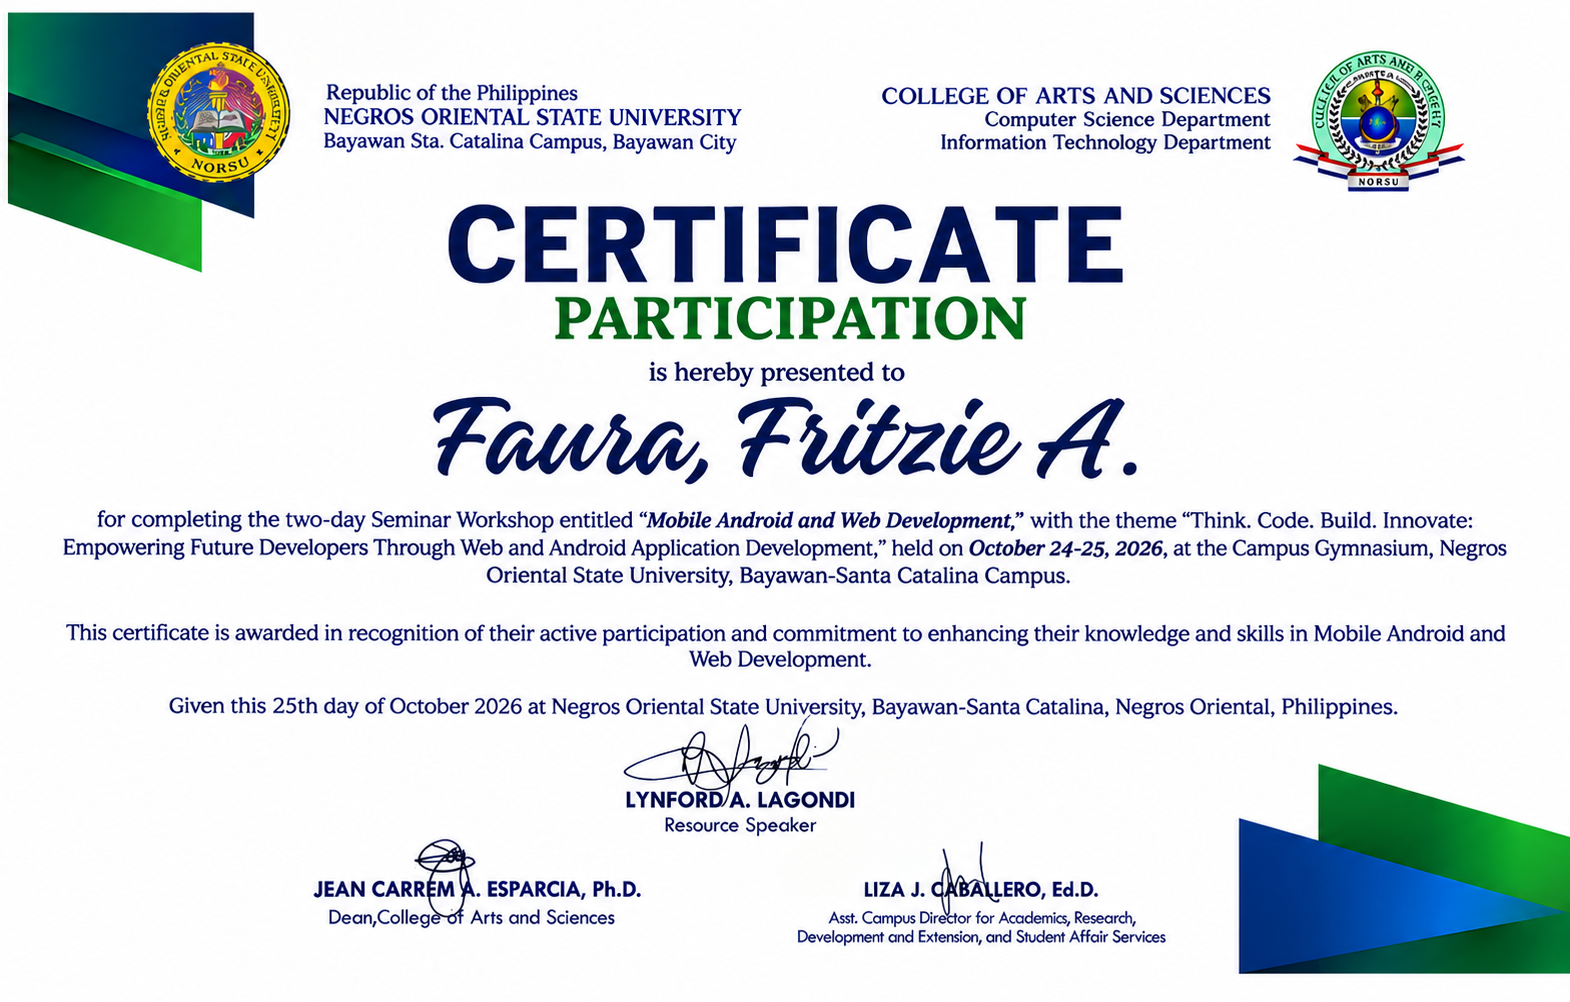 Republic of the Philippines
NEGROS ORIENTAL STATE UNIVERSITY
Bayawan Sta. Catalina Campus, Bayawan City
COLLEGE OF ARTS AND SCIENCES
Computer Science Department
Information Technology Department
NORSU
NORSU
CERTIFICATE
PARTICIPATION
is hereby presented to
Faura, Fritzie A.
for completing the two-day Seminar Workshop entitled “Mobile Android and Web Development,” with the theme “Think. Code. Build. Innovate:
Empowering Future Developers Through Web and Android Application Development,” held on October 24-25, 2026, at the Campus Gymnasium, Negros
Oriental State University, Bayawan-Santa Catalina Campus.
This certificate is awarded in recognition of their active participation and commitment to enhancing their knowledge and skills in Mobile Android and
Web Development.
Given this 25th day of October 2026 at Negros Oriental State University, Bayawan-Santa Catalina, Negros Oriental, Philippines.
LYNFORD A. LAGONDI
Resource Speaker
JEAN CARREM A. ESPARCIA, Ph.D.
Dean,College of Arts and Sciences
LIZA J. CABALLERO, Ed.D.
Asst. Campus Director for Academics, Research,
Development and Extension, and Student Affair Services